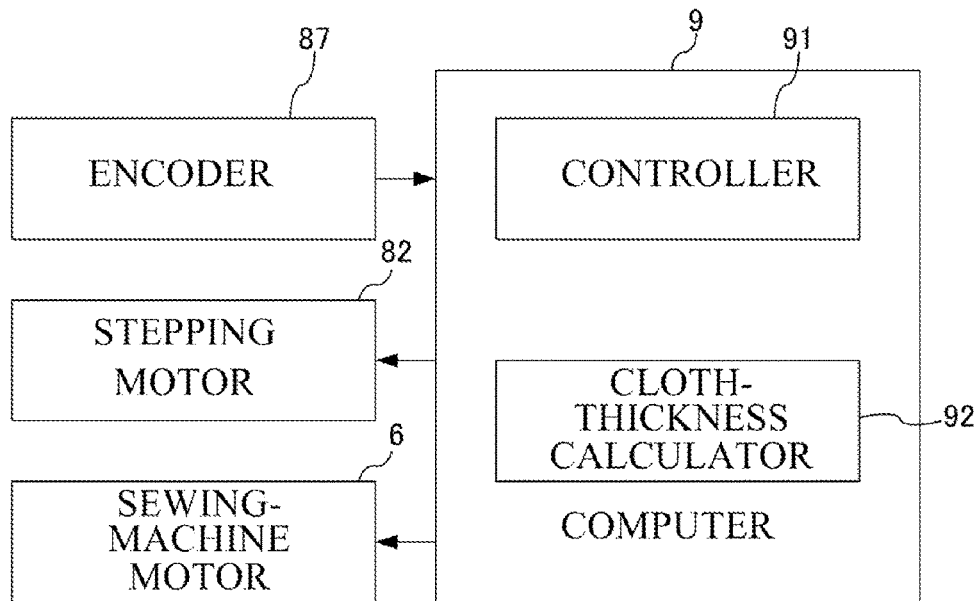 87
ENCODER
82
STEPPING
MOTOR
6
SEWING-
MACHINE
MOTOR
9
91
CONTROLLER
CLOTH-
THICKNESS
CALCULATOR
92
COMPUTER